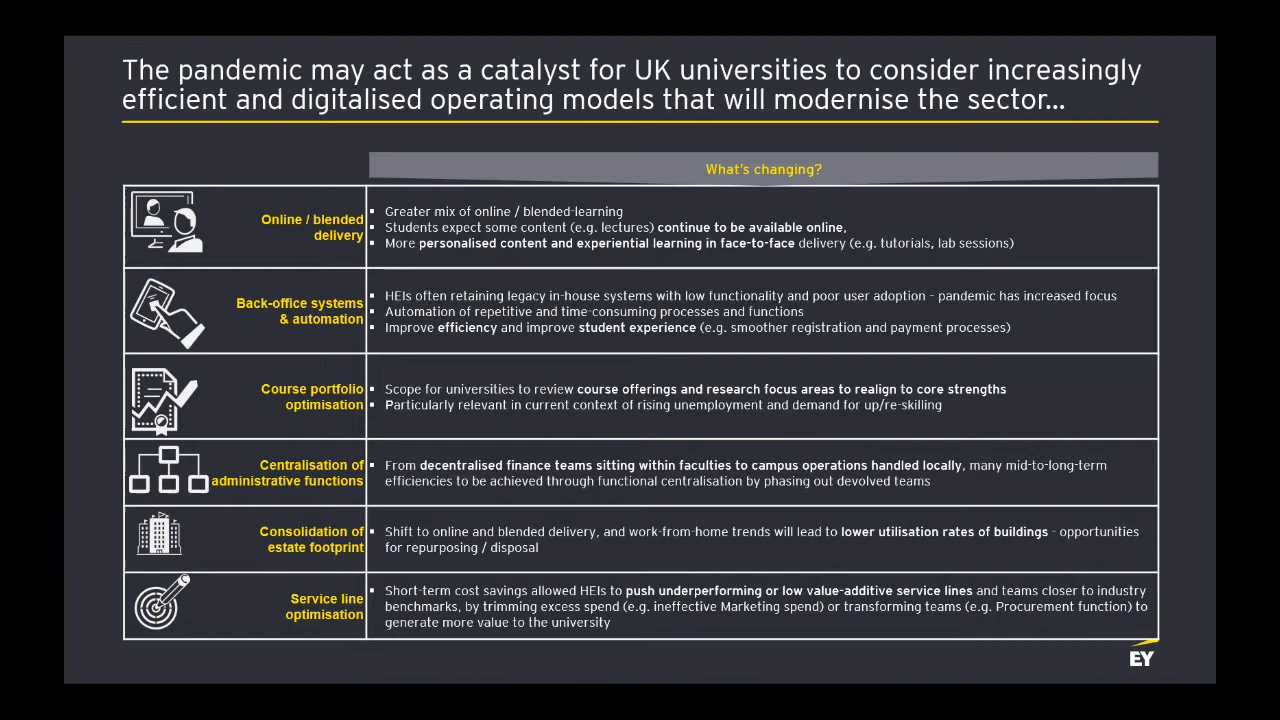 The pandemic may act as a catalyst for UK universities to consider increasingly
efficient and digitalised operating models that will modernise the sector...
What's changing?
Online / blended
delivery
▪ Greater mix of online / blended-learning
▪ Students expect some content (e.g. lectures) continue to be available online,
▪ More personalised content and experiential learning in face-to-face delivery (e.g. tutorials, lab sessions)
Back-office systems
& automation
▪ HEIs often retaining legacy in-house systems with low functionality and poor user adoption – pandemic has increased focus
▪ Automation of repetitive and time-consuming processes and functions
▪ Improve efficiency and improve student experience (e.g. smoother registration and payment processes)
Course portfolio
optimisation
▪ Scope for universities to review course offerings and research focus areas to realign to core strengths
▪ Particularly relevant in current context of rising unemployment and demand for up/re-skilling
Centralisation of
administrative functions
▪ From decentralised finance teams sitting within faculties to campus operations handled locally, many mid-to-long-term
efficiencies to be achieved through functional centralisation by phasing out devolved teams
Consolidation of
estate footprint
▪ Shift to online and blended delivery, and work-from-home trends will lead to lower utilisation rates of buildings - opportunities
for repurposing / disposal
Service line
optimisation
▪ Short-term cost savings allowed HEIs to push underperforming or low value-additive service lines and teams closer to industry
benchmarks, by trimming excess spend (e.g. ineffective Marketing spend) or transforming teams (e.g. Procurement function) to
generate more value to the university
EY